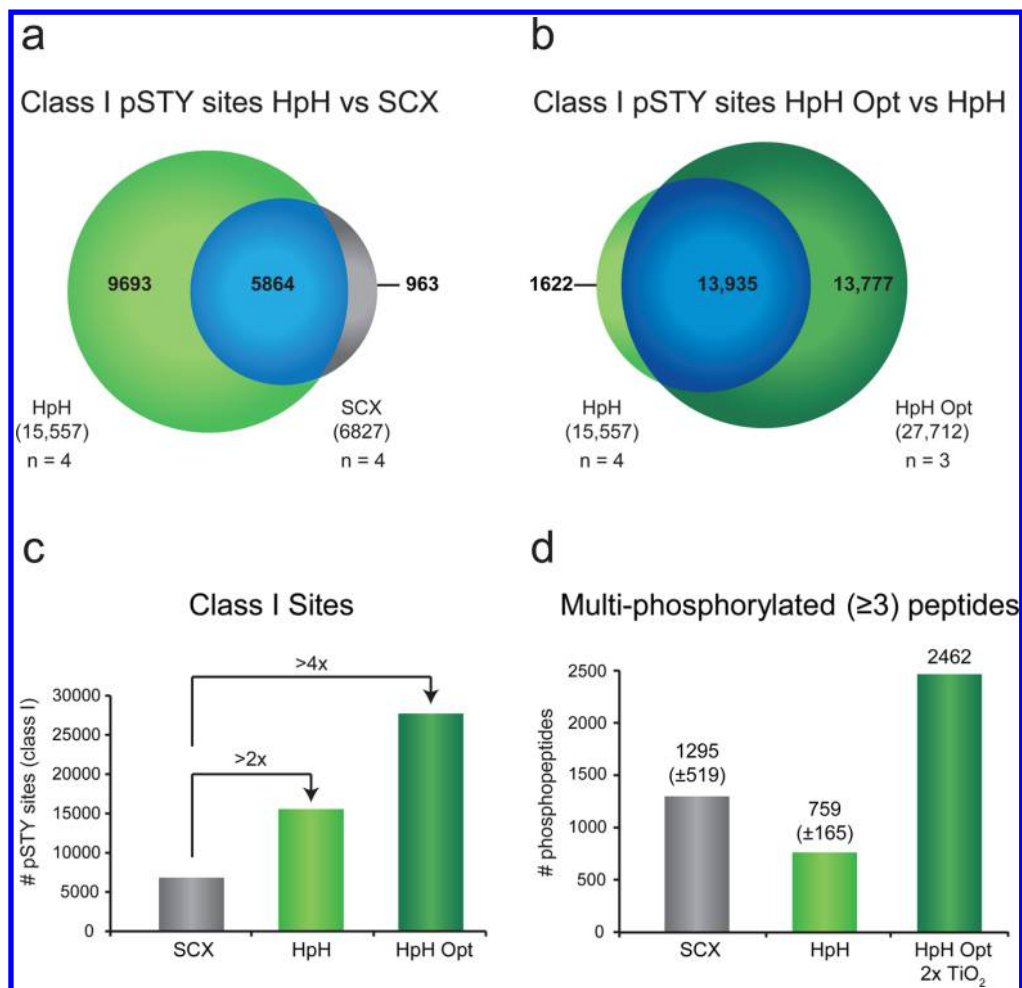 a
Class I pSTY sites HpH vs SCX
9693
5864
963
HpH
(15,557)
n = 4
SCX
(6827)
n = 4
b
Class I pSTY sites HpH Opt vs HpH
1622
13,935
13,777
HpH
(15,557)
n = 4
HpH Opt
(27,712)
n = 3
c
Class I Sites
# pSTY sites (class I)
30000
25000
20000
15000
10000
5000
0
>4x
>2x
SCX
HpH
HpH Opt
d
Multi-phosphorylated (≥3) peptides
# phosphopeptides
2500
2000
1500
1000
500
0
1295
(±519)
759
(±165)
2462
SCX
HpH
HpH Opt
2x TiO₂